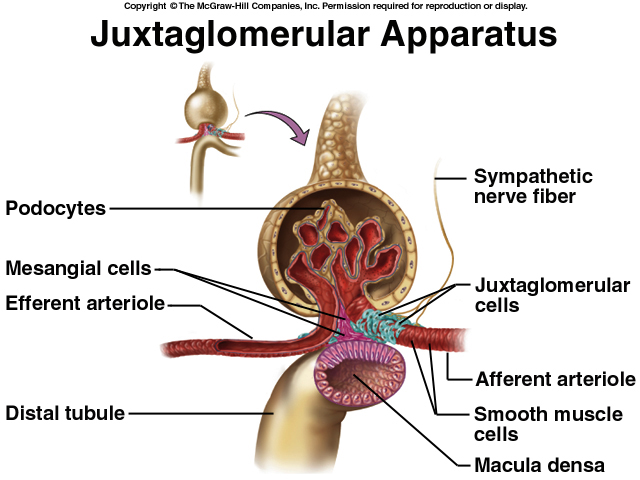 Copyright © The McGraw-Hill Companies, Inc. Permission required for reproduction or display.
Juxtaglomerular Apparatus
Podocytes
Mesangial cells
Efferent arteriole
Distal tubule
Sympathetic
nerve fiber
Juxtaglomerular
cells
Afferent arteriole
Smooth muscle
cells
Macula densa